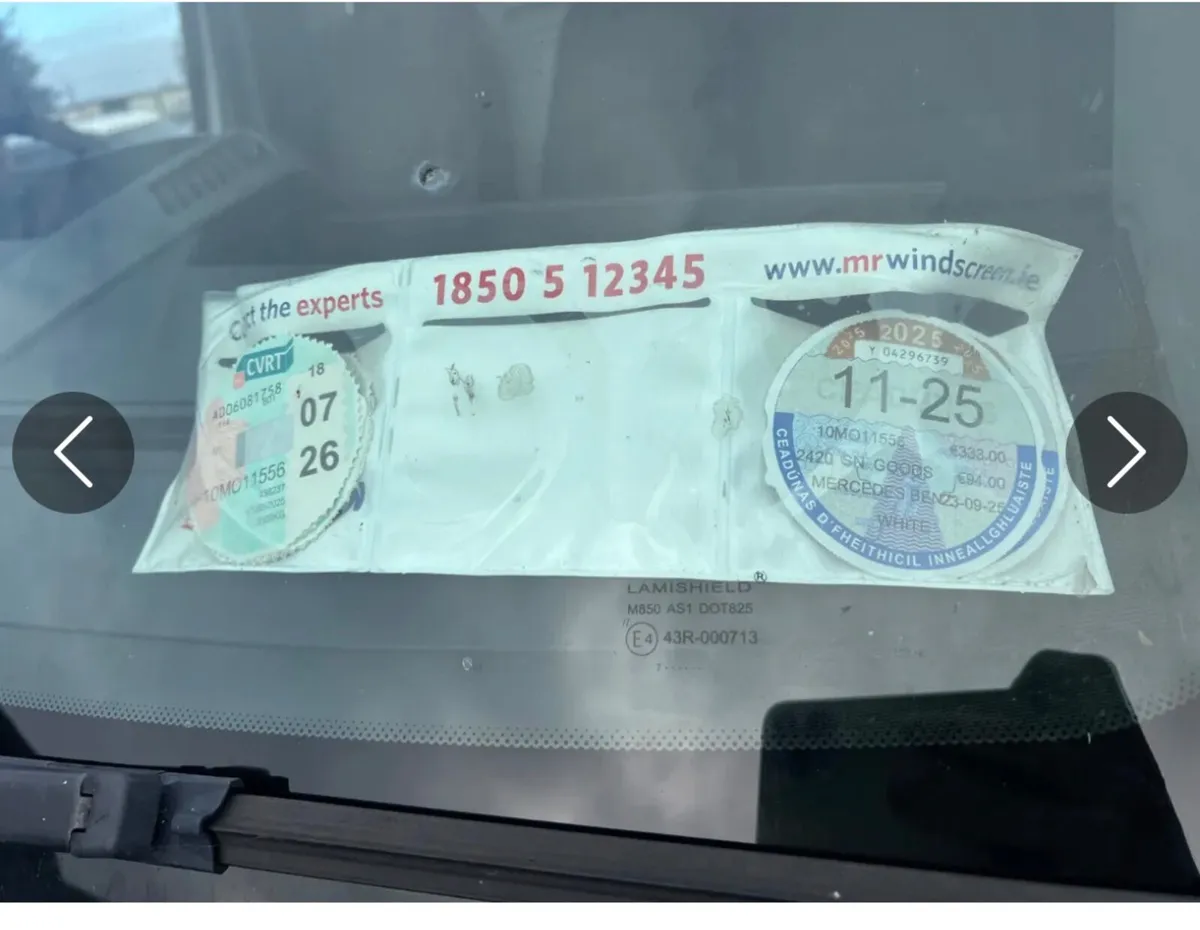 the experts
1850 5 12345
www.mrwindscreen.ie
CVRT
18
07
26
10MO11556
2025
Y 04296739
11-25
10MO11556
€333.00
2420 GN GOODS
€94.00
MERCEDES BENZ
23-09-25
WHITE
CEADÚNAS D'FHEITHICIL INNEALLGHLUAISTE
LAMISHIELD®
M850 AS1 DOT825
E4 43R-000713